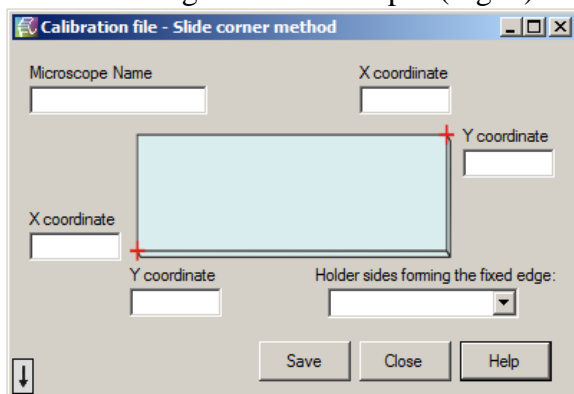 Calibration file - Slide corner method
Microscope Name
X coordiinate
Y coordinate
X coordinate
Y coordinate
Holder sides forming the fixed edge:
Save
Close
Help